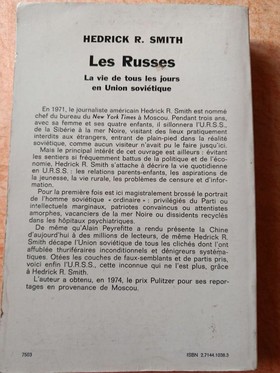 HEDRICK R. SMITH
Les Russes
La vie de tous les jours
en Union soviétique
En 1971, le journaliste américain Hedrick R. Smith est nommé
chef du bureau du New York Times à Moscou. Pendant trois ans,
avec sa femme et ses quatre enfants, il sillonnera l'U.R.S.S.,
de la Sibérie à la mer Noire, visitant des lieux pratiquement
interdits aux étrangers, entrant de plain-pied dans la réalité
soviétique, comme aucun visiteur n'avait pu le faire jusqu'ici.
Mais le principal intérêt de cet ouvrage est ailleurs : évitant
les sentiers si fréquemment battus de la politique et de l'éco-
nomie, Hedrick R. Smith s'attache à décrire la vie quotidienne
en U.R.S.S. : les relations parents-enfants, les aspirations de
la jeunesse, la vie rurale, les problèmes de censure et d'infor-
mation.
Pour la première fois est ici magistralement brossé le portrait
de l'homme soviétique « ordinaire » : privilégiés du Parti ou
intellectuels marginaux, patriotes convaincus ou attentistes
amorphes, vacanciers de la mer Noire ou dissidents recyclés
dans les hôpitaux psychiatriques.
De même qu'Alain Peyrefitte a rendu présente la Chine
d'aujourd'hui à des millions de lecteurs, de même Hedrick R.
Smith décape l'Union soviétique de tous les clichés dont l'ont
affublée thuriféraires inconditionnels et dénigreurs systéma-
tiques. Otées les couches de faux-semblants et de partis pris,
voici enfin l'U.R.S.S., cette inconnue qui ne l'est plus, grâce
à Hedrick R. Smith.
L'auteur a obtenu, en 1974, le prix Pulitzer pour ses repor-
tages en provenance de Moscou.
7503
ISBN 2.7144.1038.3